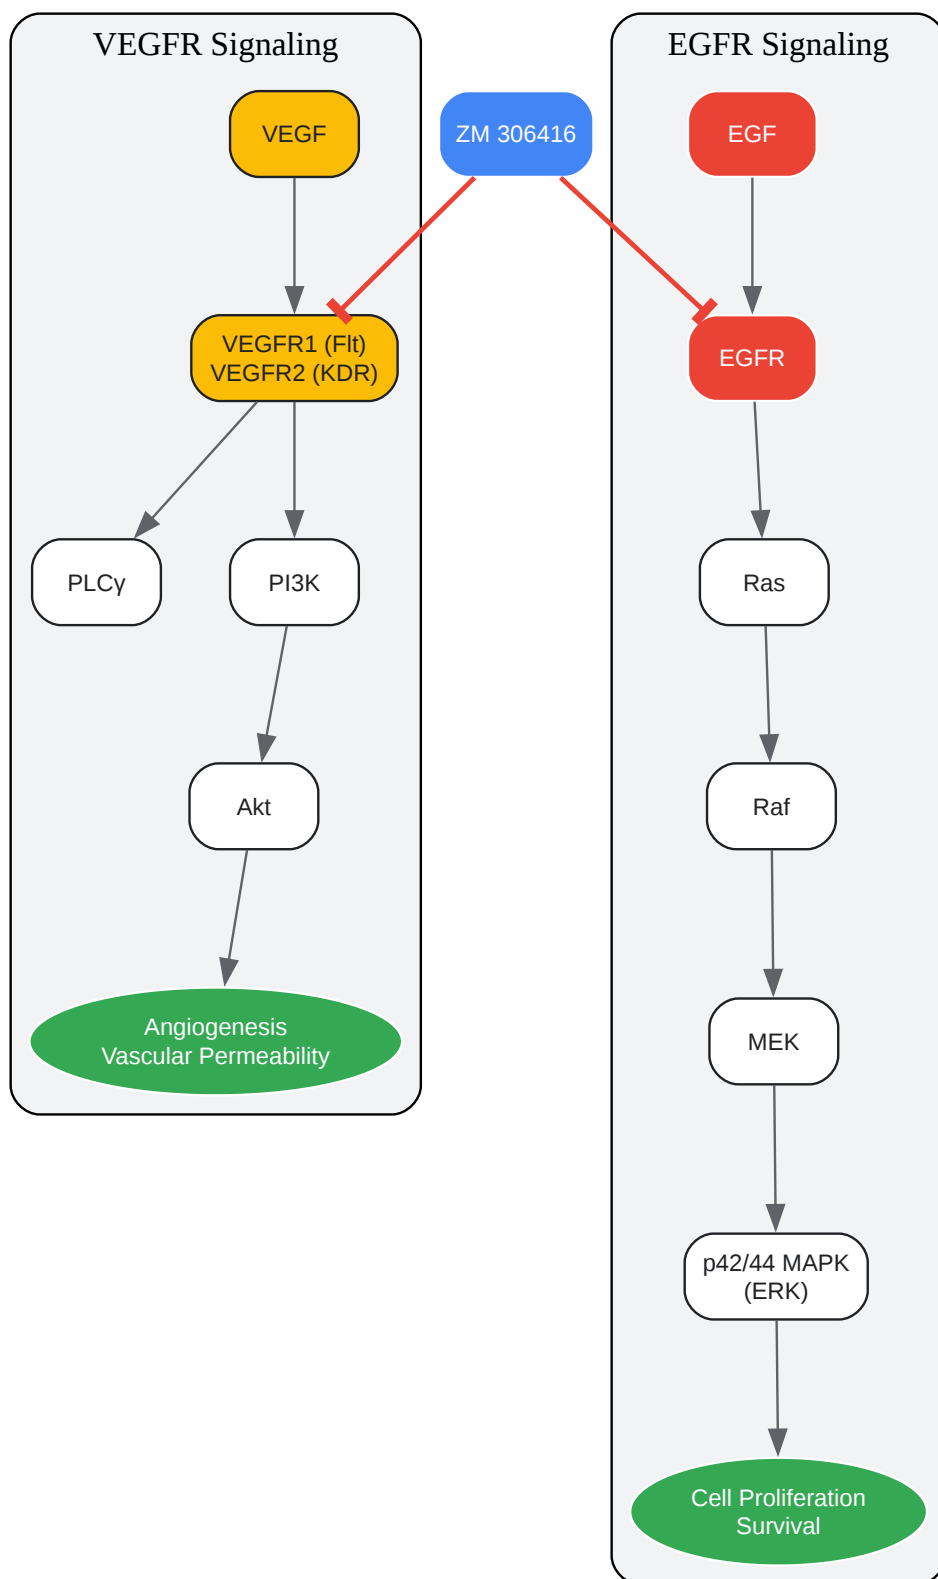 VEGFR Signaling
VEGF
VEGFR1 (Flt)
VEGFR2 (KDR)
PLCγ
PI3K
Akt
Angiogenesis
Vascular Permeability
ZM 306416
EGFR Signaling
EGF
EGFR
Ras
Raf
MEK
p42/44 MAPK
(ERK)
Cell Proliferation
Survival